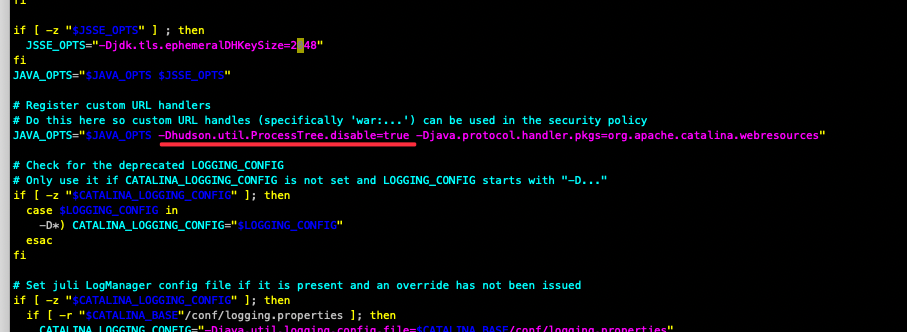 fi
if [ -z "$JSSE_OPTS" ] ; then
  JSSE_OPTS="-Djdk.tls.ephemeralDHKeySize=2048"
fi
JAVA_OPTS="$JAVA_OPTS $JSSE_OPTS"
# Register custom URL handlers
# Do this here so custom URL handles (specifically 'war:...') can be used in the security policy
JAVA_OPTS="$JAVA_OPTS -Dhudson.util.ProcessTree.disable=true -Djava.protocol.handler.pkgs=org.apache.catalina.webresources"
# Check for the deprecated LOGGING_CONFIG
# Only use it if CATALINA_LOGGING_CONFIG is not set and LOGGING_CONFIG starts with "-D..."
if [ -z "$CATALINA_LOGGING_CONFIG" ]; then
  case $LOGGING_CONFIG in
    -D*) CATALINA_LOGGING_CONFIG="$LOGGING_CONFIG"
  esac
fi
# Set juli LogManager config file if it is present and an override has not been issued
if [ -z "$CATALINA_LOGGING_CONFIG" ]; then
  if [ -r "$CATALINA_BASE"/conf/logging.properties ]; then
    CATALINA_LOGGING_CONFIG="-Djava.util.logging.config.file=$CATALINA_BASE/conf/logging.properties"